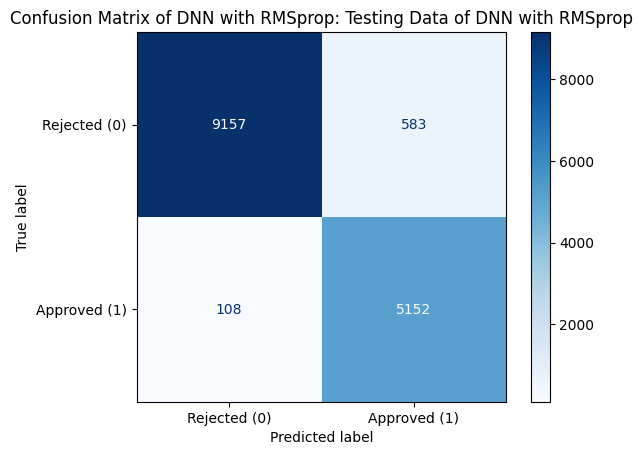 Confusion Matrix of DNN with RMSprop: Testing Data of DNN with RMSprop
Rejected (0)
9157
583
Approved (1)
108
5152
True label
Rejected (0)
Approved (1)
Predicted label
8000
6000
4000
2000